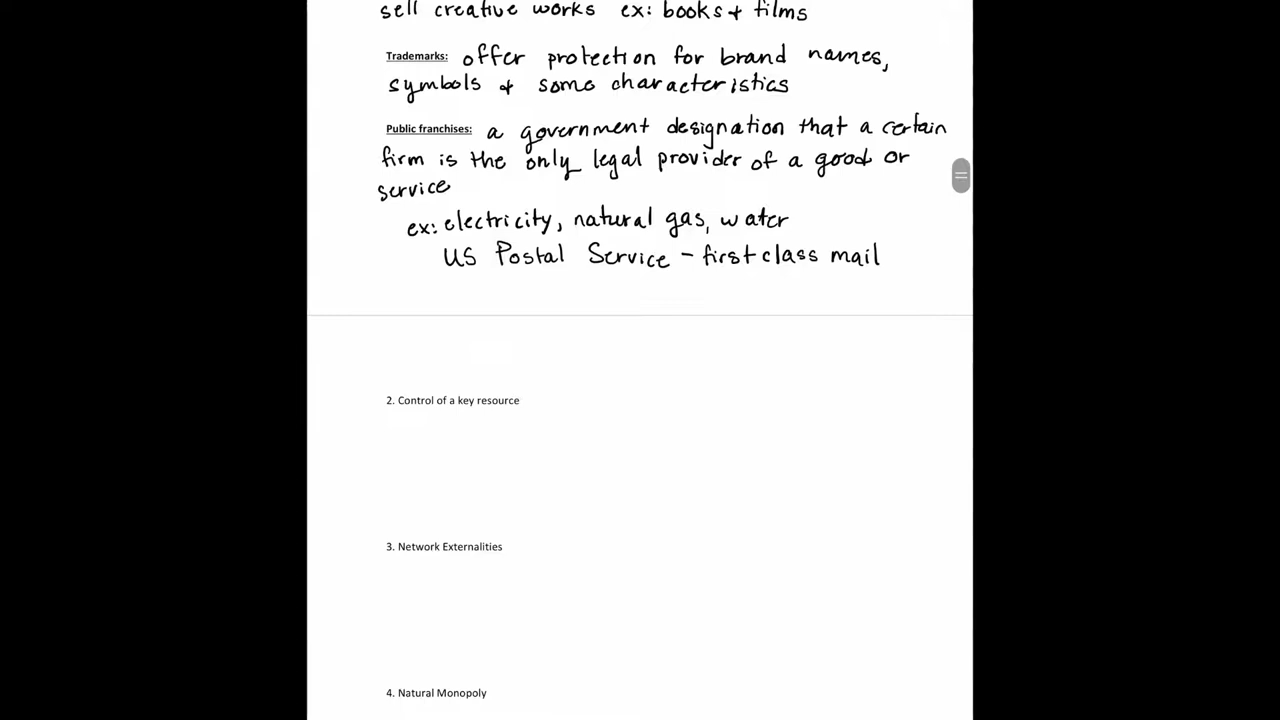 sell creative works ex: books + films
Trademarks: offer protection for brand names,
symbols + some characteristics
Public franchises: a government designation that a certain
firm is the only legal provider of a good or
service
ex: electricity, natural gas, water
US Postal Service - first class mail
2. Control of a key resource
3. Network Externalities
4. Natural Monopoly